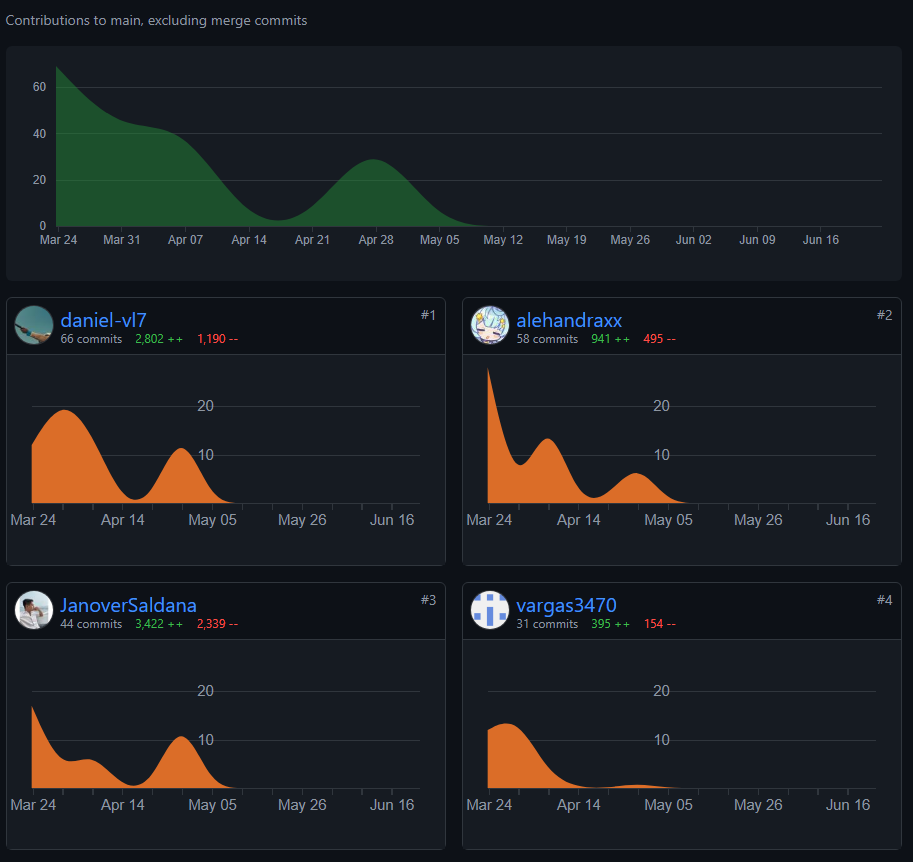 Contributions to main, excluding merge commits
60
40
20
0
Mar 24 Mar 31 Apr 07 Apr 14 Apr 21 Apr 28 May 05 May 12 May 19 May 26 Jun 02 Jun 09 Jun 16
daniel-vl7 #1
66 commits 2,802 ++ 1,190 --
20
10
Mar 24 Apr 14 May 05 May 26 Jun 16
alehandraxx #2
58 commits 941 ++ 495 --
20
10
Mar 24 Apr 14 May 05 May 26 Jun 16
JanoverSaldana #3
44 commits 3,422 ++ 2,339 --
20
10
Mar 24 Apr 14 May 05 May 26 Jun 16
vargas3470 #4
31 commits 395 ++ 154 --
20
10
Mar 24 Apr 14 May 05 May 26 Jun 16